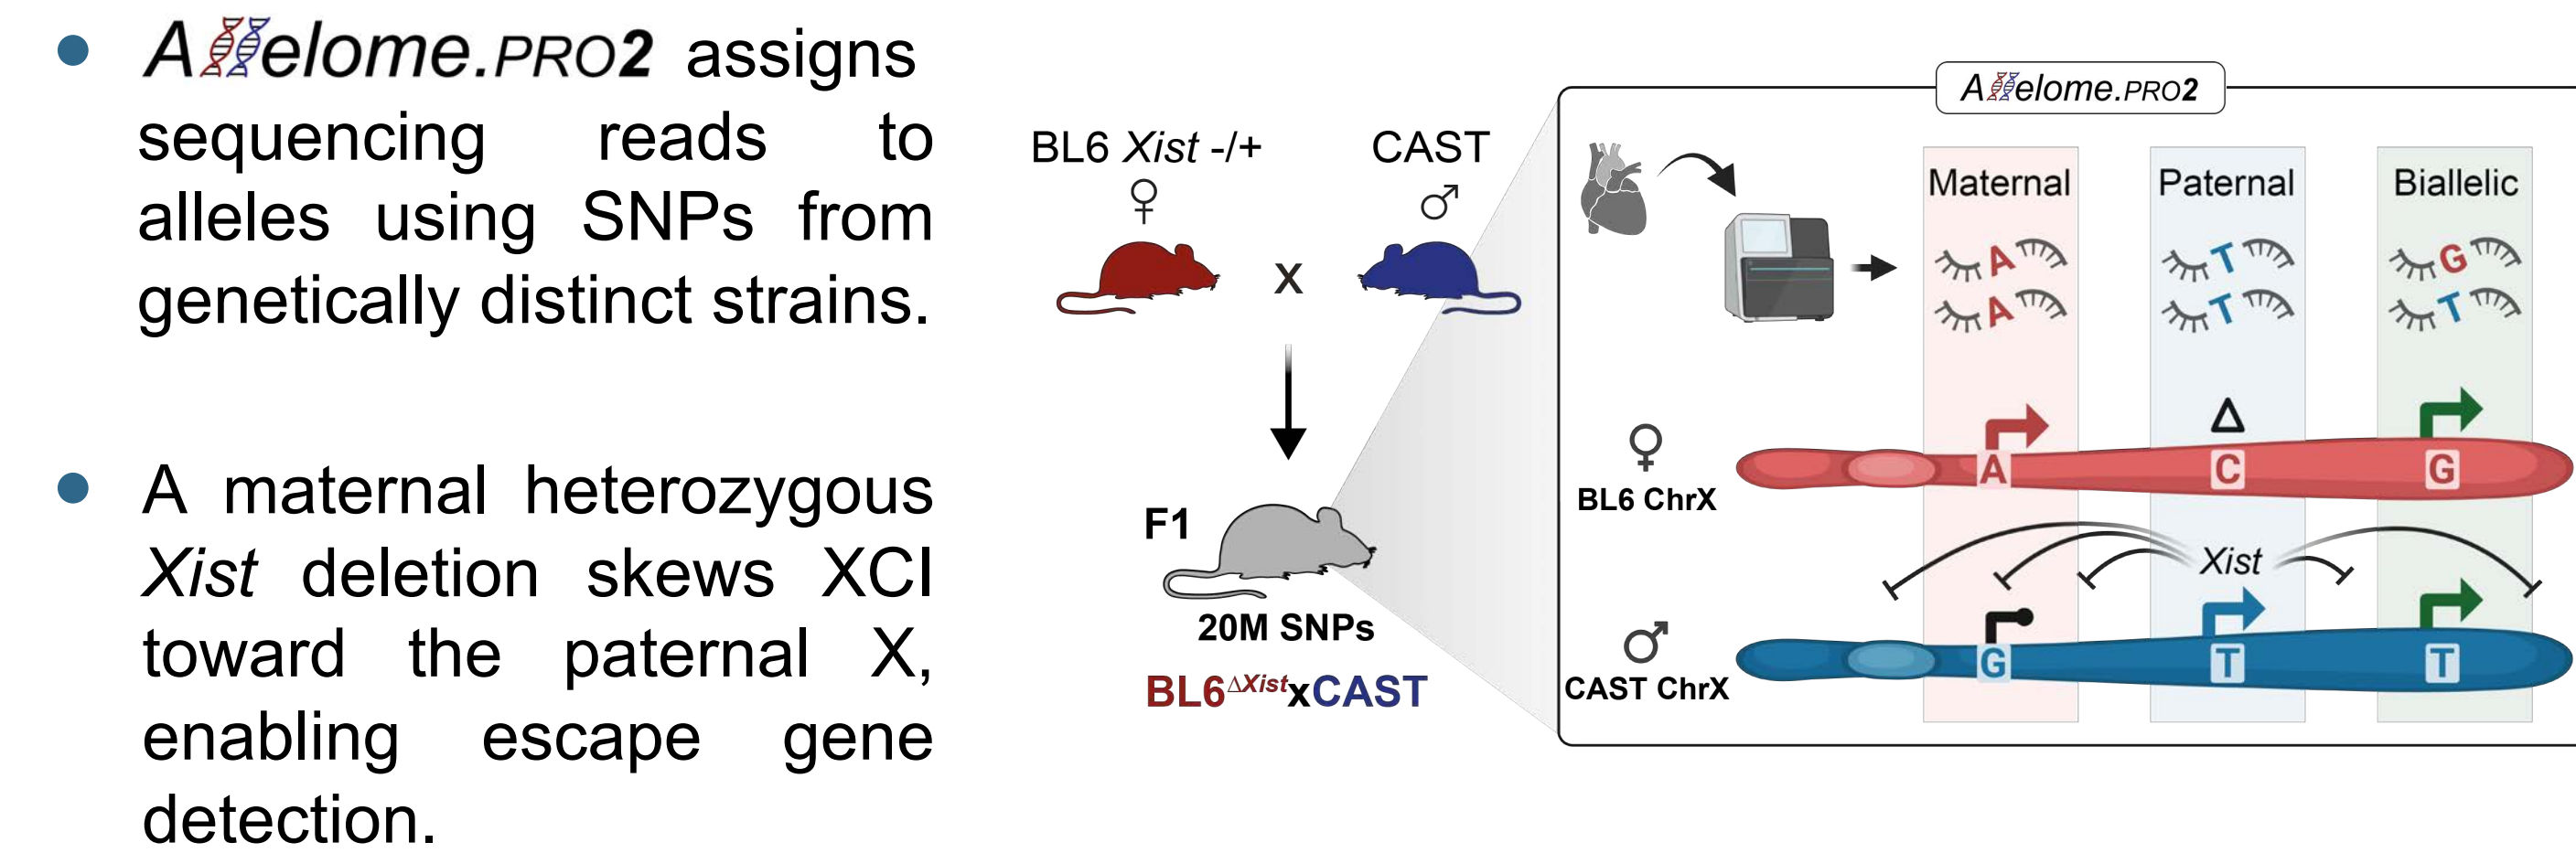 Allelome.PRO2 assigns
sequencing reads to
alleles using SNPs from
genetically distinct strains.
A maternal heterozygous
Xist deletion skews XCI
toward the paternal X,
enabling escape gene
detection.
BL6 Xist -/+
CAST
♀
♂
X
F1
20M SNPs
BL6ΔXistxCAST
Allelome.PRO2
Maternal
Paternal
Biallelic
A
T
G
A
T
T
♀
BL6 ChrX
Δ
A
C
G
Xist
♂
CAST ChrX
G
T
T